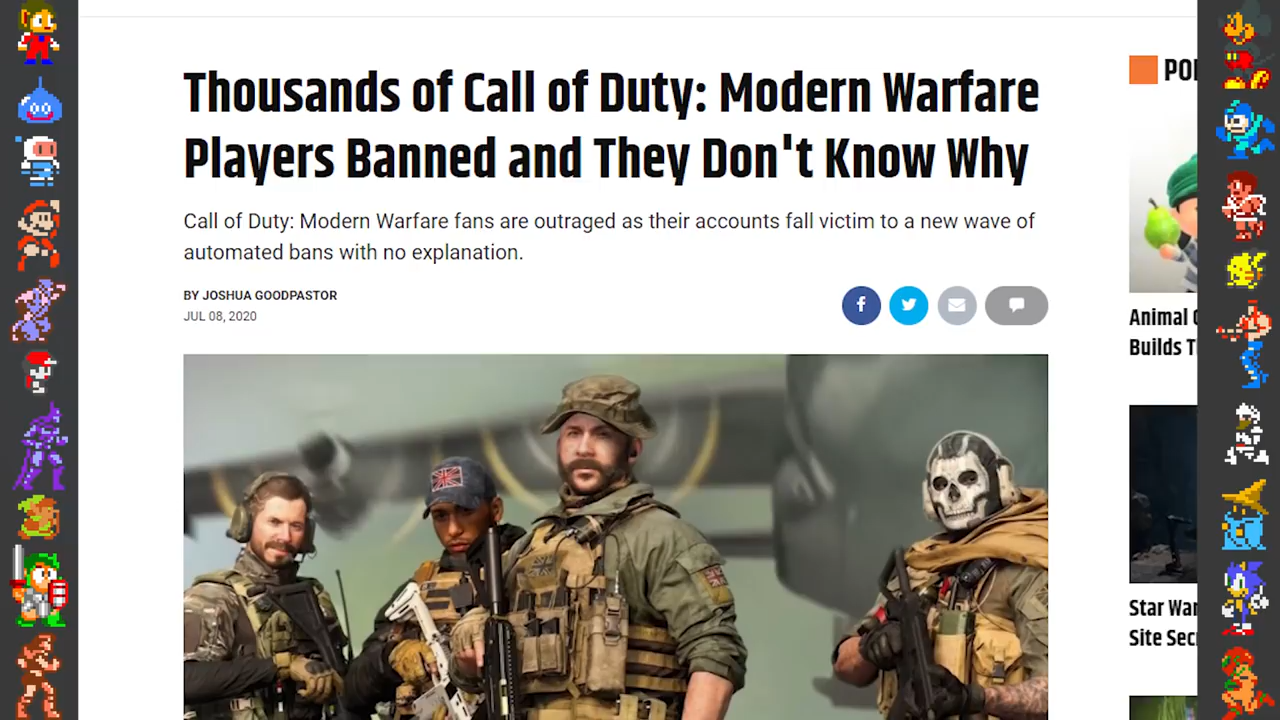 Thousands of Call of Duty: Modern Warfare
Players Banned and They Don't Know Why
Call of Duty: Modern Warfare fans are outraged as their accounts fall victim to a new wave of
automated bans with no explanation.
BY JOSHUA GOODPASTOR
JUL 08, 2020
Animal
Builds
Star
Site